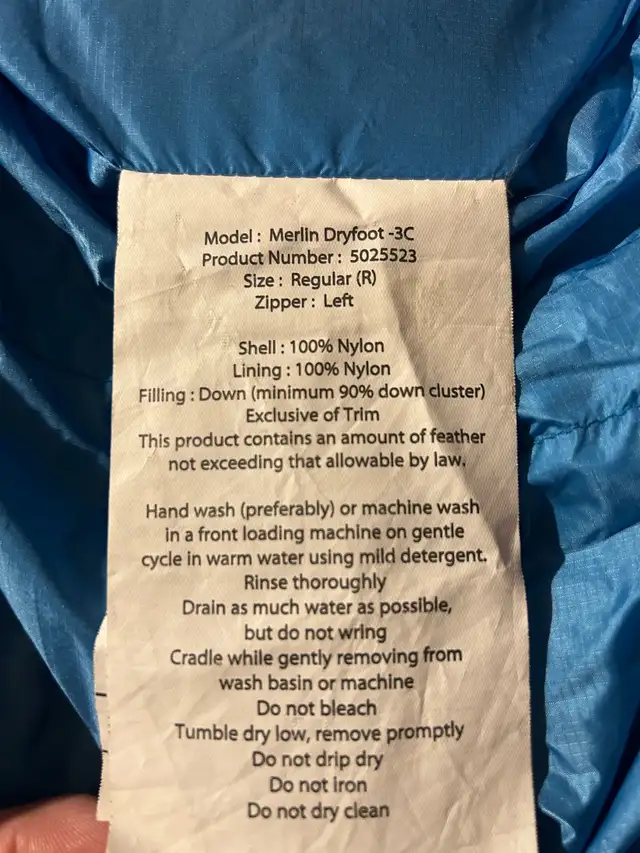 Model : Merlin Dryfoot -3C
Product Number : 5025523
Size : Regular (R)
Zipper : Left
Shell : 100% Nylon
Lining : 100% Nylon
Filling : Down (minimum 90% down cluster)
Exclusive of Trim
This product contains an amount of feather
not exceeding that allowable by law.
Hand wash (preferably) or machine wash
in a front loading machine on gentle
cycle in warm water using mild detergent.
Rinse thoroughly
Drain as much water as possible,
but do not wring
Cradle while gently removing from
wash basin or machine
Do not bleach
Tumble dry low, remove promptly
Do not drip dry
Do not iron
Do not dry clean